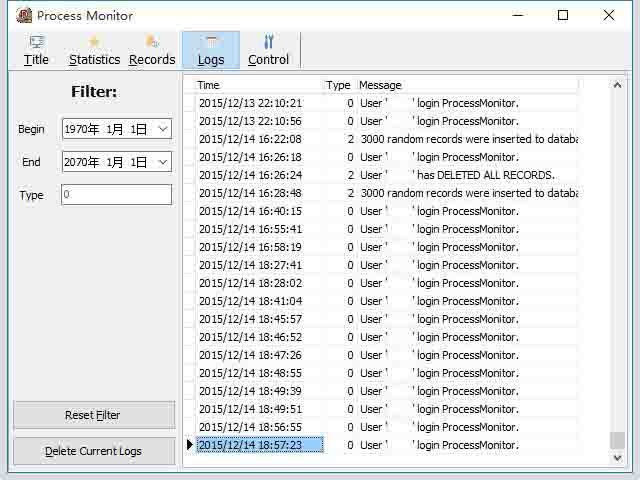 Process Monitor
Title Statistics Records Logs Control
Filter:
Begin 1970年 1月 1日
End 2070年 1月 1日
Type 0
Reset Filter
Delete Current Logs
Time Type Message
2015/12/13 22:10:21 0 User ' ' login ProcessMonitor.
2015/12/13 22:10:56 0 User ' ' login ProcessMonitor.
2015/12/14 16:22:08 2 3000 random records were inserted to databa
2015/12/14 16:26:18 0 User ' ' login ProcessMonitor.
2015/12/14 16:26:24 2 User ' ' has DELETED ALL RECORDS.
2015/12/14 16:28:48 2 3000 random records were inserted to databa
2015/12/14 16:40:15 0 User ' ' login ProcessMonitor.
2015/12/14 16:55:41 0 User ' ' login ProcessMonitor.
2015/12/14 16:58:19 0 User ' ' login ProcessMonitor.
2015/12/14 18:27:41 0 User ' ' login ProcessMonitor.
2015/12/14 18:28:02 0 User ' ' login ProcessMonitor.
2015/12/14 18:41:04 0 User ' ' login ProcessMonitor.
2015/12/14 18:45:57 0 User ' ' login ProcessMonitor.
2015/12/14 18:46:52 0 User ' ' login ProcessMonitor.
2015/12/14 18:47:26 0 User ' ' login ProcessMonitor.
2015/12/14 18:48:55 0 User ' ' login ProcessMonitor.
2015/12/14 18:49:39 0 User ' ' login ProcessMonitor.
2015/12/14 18:49:51 0 User ' ' login ProcessMonitor.
2015/12/14 18:56:55 0 User ' ' login ProcessMonitor.
2015/12/14 18:57:23 0 User ' ' login ProcessMonitor.